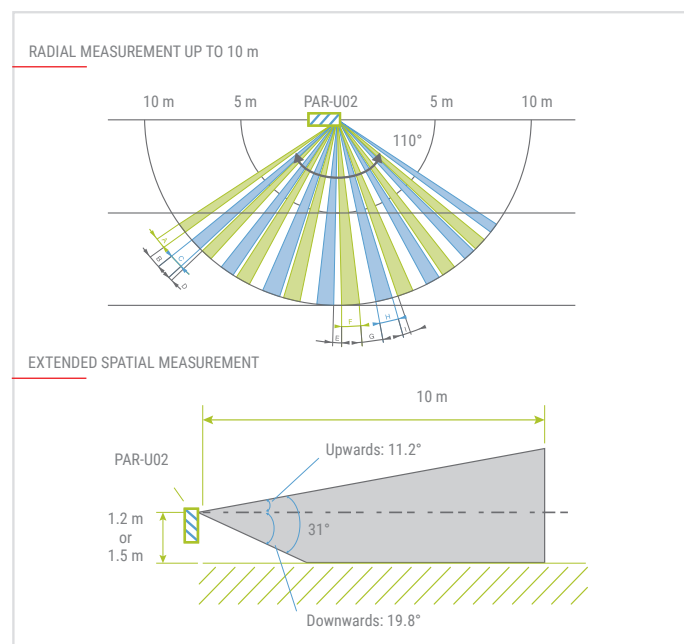 RADIAL MEASUREMENT UP TO 10 m
10 m 5 m PAR-U02 5 m 10 m
110°
A
B
C
D
E F G H I
EXTENDED SPATIAL MEASUREMENT
10 m
Upwards: 11.2°
PAR-U02
1.2 m
or
1.5 m
31°
Downwards: 19.8°